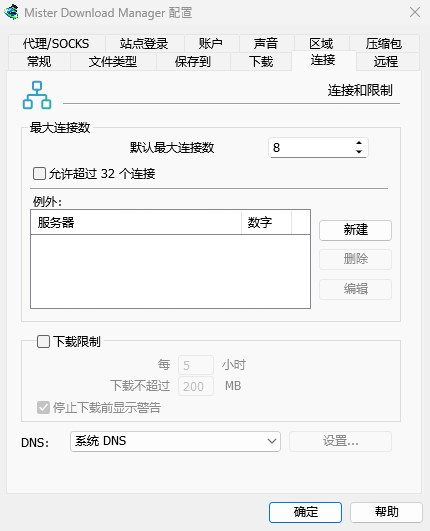 Mister Download Manager 配置
代理/SOCKS 站点登录 账户 声音 区域 压缩包
常规 文件类型 保存到 下载 连接 远程
连接和限制
最大连接数
默认最大连接数 8
允许超过 32 个连接
例外:
服务器 数字
新建
删除
编辑
下载限制
每 5 小时
下载不超过 200 MB
停止下载前显示警告
DNS: 系统 DNS 设置...
确定 帮助